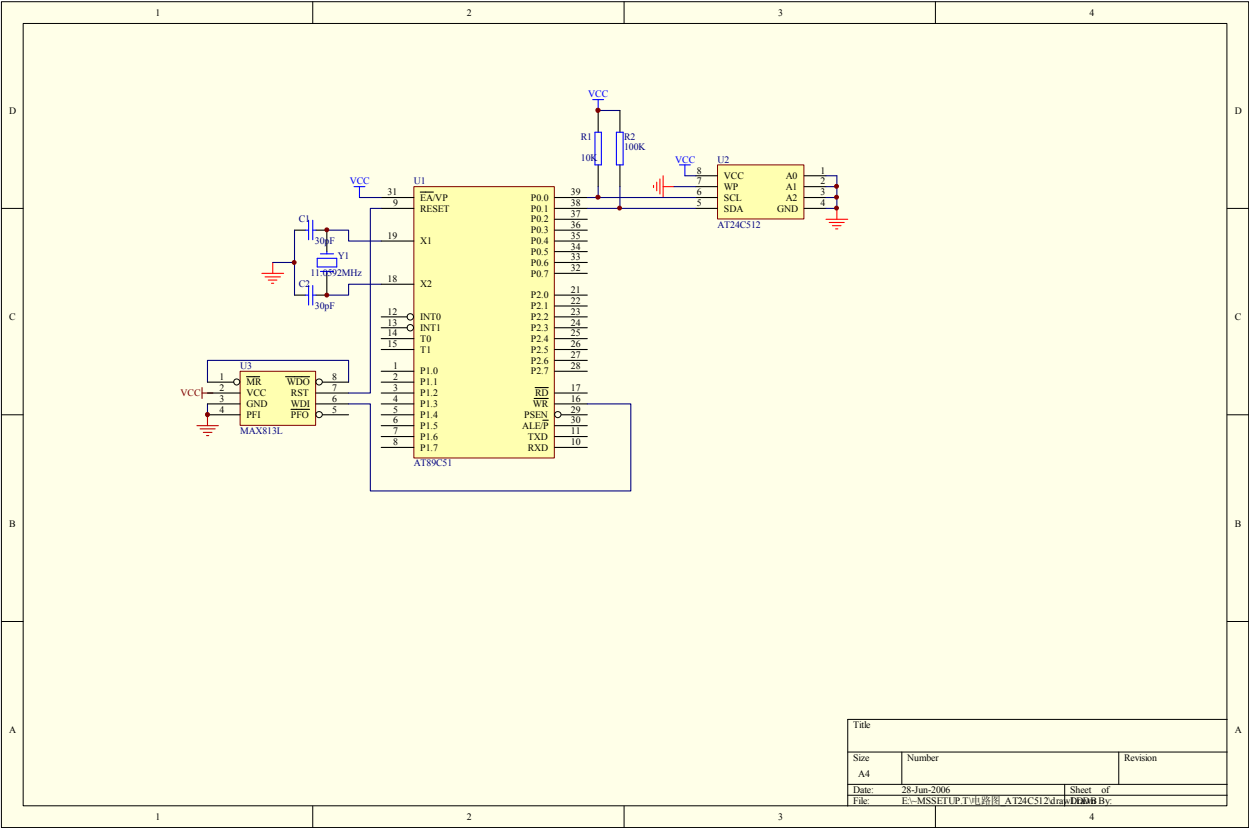 1 2 3 4
D D
C C
B B
A A
1 2 3 4
VCC
R1
10K
R2
100K
VCC
U2
8 VCC A0 1
7 WP A1 2
6 SCL A2 3
5 SDA GND 4
AT24C512
VCC
U1
31 EA/VP P0.0 39
9 RESET P0.1 38
P0.2 37
P0.3 36
19 X1 P0.4 35
P0.5 34
P0.6 33
P0.7 32
18 X2
P2.0 21
P2.1 22
12 INT0 P2.2 23
13 INT1 P2.3 24
14 T0 P2.4 25
15 T1 P2.5 26
P2.6 27
1 P1.0 P2.7 28
2 P1.1
3 P1.2 RD 17
4 P1.3 WR 16
5 P1.4 PSEN 29
6 P1.5 ALE/P 30
7 P1.6 TXD 11
8 P1.7 RXD 10
AT89C51
C1
30pF
Y1
11.0592MHz
C2
30pF
U3
1 MR WDO 8
VCC 2 VCC RST 7
3 GND WDI 6
4 PFI PFO 5
MAX813L
Title
Size Number Revision
A4
Date: 28-Jun-2006 Sheet of
File: E:\~MSSETUP.T\电路图 AT24C512\ By: